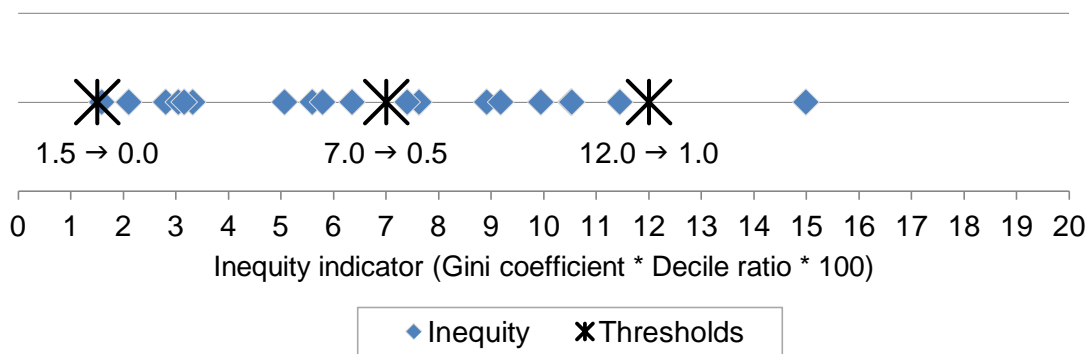 1.5 → 0.0 7.0 → 0.5 12.0 → 1.0
0 1 2 3 4 5 6 7 8 9 10 11 12 13 14 15 16 17 18 19 20
Inequity indicator (Gini coefficient * Decile ratio * 100)
Inequity Thresholds